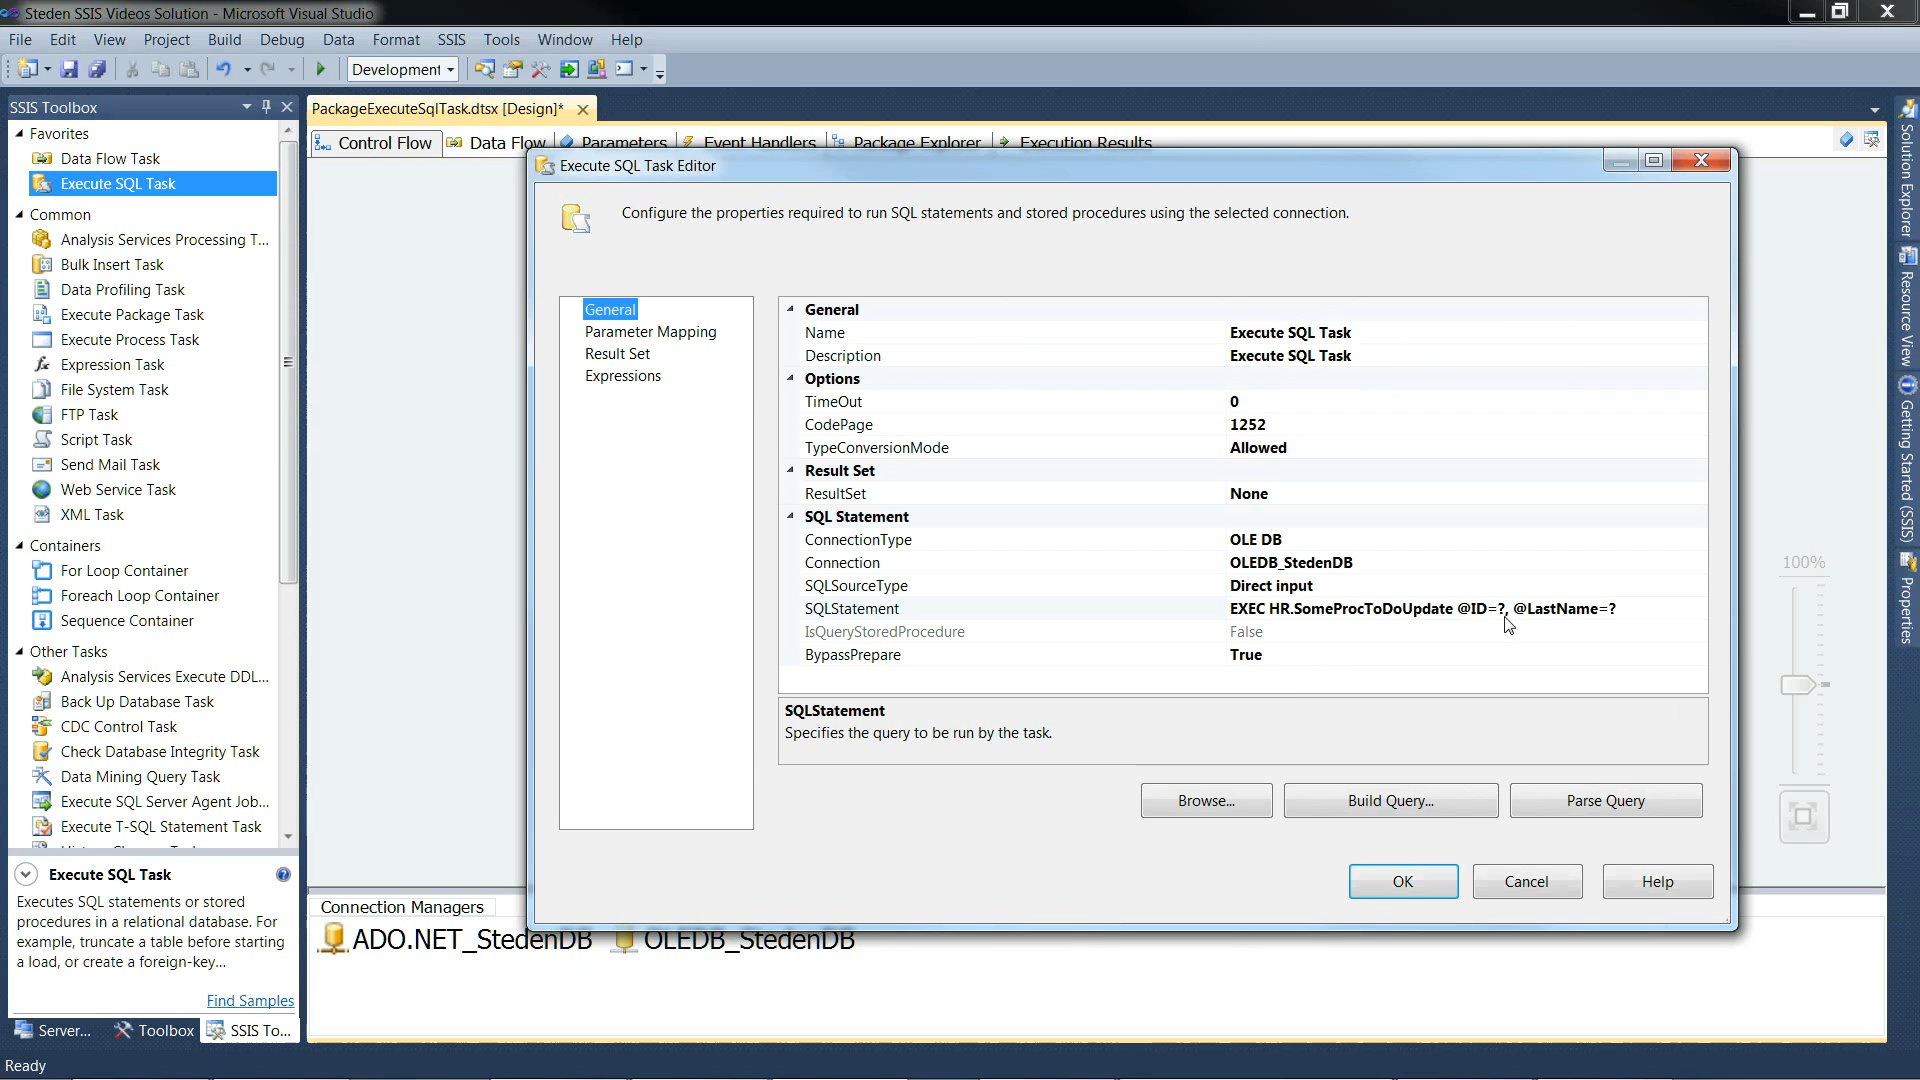 Steden SSIS Videos Solution - Microsoft Visual Studio
File Edit View Project Build Debug Data Format SSIS Tools Window Help
Development
SSIS Toolbox
Favorites
Data Flow Task
Execute SQL Task
Common
Analysis Services Processing T...
Bulk Insert Task
Data Profiling Task
Execute Package Task
Execute Process Task
Expression Task
File System Task
FTP Task
Script Task
Send Mail Task
Web Service Task
XML Task
Containers
For Loop Container
Foreach Loop Container
Sequence Container
Other Tasks
Analysis Services Execute DDL...
Back Up Database Task
CDC Control Task
Check Database Integrity Task
Data Mining Query Task
Execute SQL Server Agent Job...
Execute T-SQL Statement Task
Execute SQL Task
Executes SQL statements or stored
procedures in a relational database. For
example, truncate a table before starting
a load, or create a foreign-key...
Find Samples
Server... Toolbox SSIS To...
Ready
PackageExecuteSqlTask.dtsx [Design]*
Control Flow Data Flow Parameters Event Handlers Package Explorer Execution Results
Execute SQL Task Editor
Configure the properties required to run SQL statements and stored procedures using the selected connection.
General
Parameter Mapping
Result Set
Expressions
General
Name Execute SQL Task
Description Execute SQL Task
Options
TimeOut 0
CodePage 1252
TypeConversionMode Allowed
Result Set
ResultSet None
SQL Statement
ConnectionType OLE DB
Connection OLEDB_StedenDB
SQLSourceType Direct input
SQLStatement EXEC HR.SomeProcToDoUpdate @ID=?, @LastName=?
IsQueryStoredProcedure False
BypassPrepare True
SQLStatement
Specifies the query to be run by the task.
Browse... Build Query... Parse Query
OK Cancel Help
Connection Managers
ADO.NET_StedenDB OLEDB_StedenDB
100%
Solution Explorer
Resource View
Getting Started (SSIS)
Properties